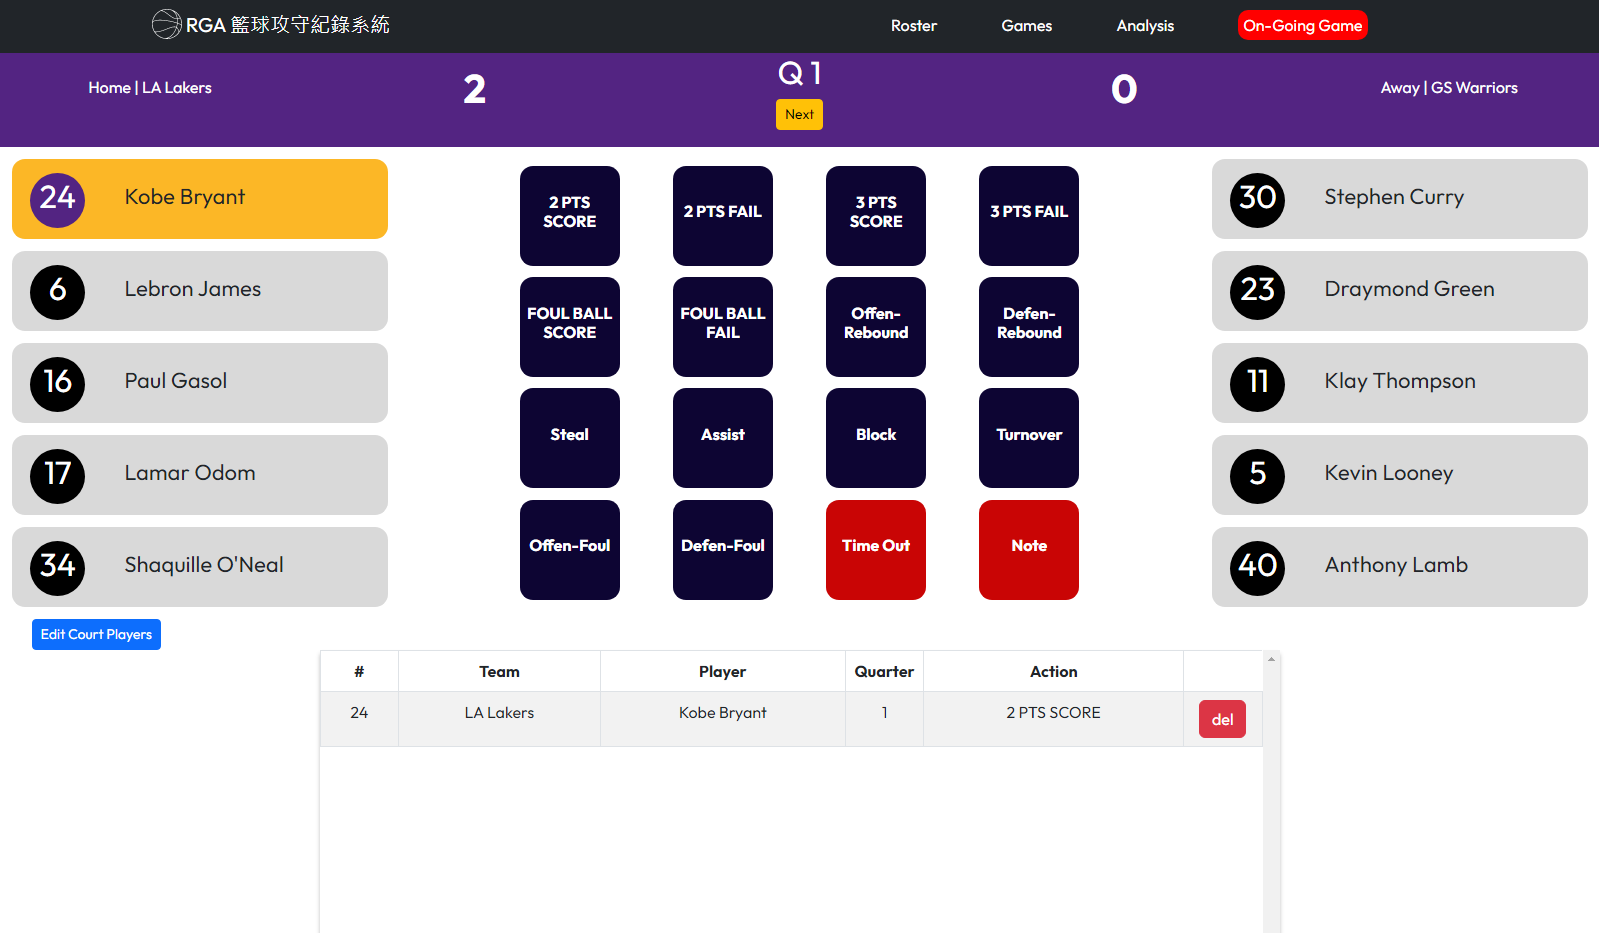 RGA 籃球攻守紀錄系統
Roster
Games
Analysis
On-Going Game
Home | LA Lakers
2
Q 1
Next
0
Away | GS Warriors
24
Kobe Bryant
6
Lebron James
16
Paul Gasol
17
Lamar Odom
34
Shaquille O'Neal
Edit Court Players
2 PTS
SCORE
2 PTS FAIL
3 PTS
SCORE
3 PTS FAIL
FOUL BALL
SCORE
FOUL BALL
FAIL
Offen-
Rebound
Defen-
Rebound
Steal
Assist
Block
Turnover
Offen-Foul
Defen-Foul
Time Out
Note
30
Stephen Curry
23
Draymond Green
11
Klay Thompson
5
Kevin Looney
40
Anthony Lamb
# Team Player Quarter Action
24 LA Lakers Kobe Bryant 1 2 PTS SCORE del